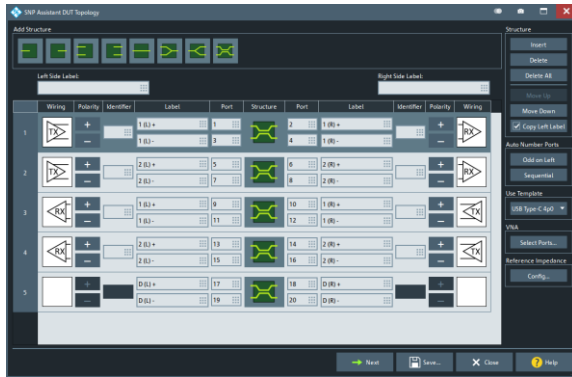 SNP Assistant DUT Topology
Add Structure
Structure
Insert
Delete
Delete All
Move Up
Move Down
Copy Left Label
Auto Number Ports
Odd on Left
Sequential
Use Template
USB Type-C 4p0
VNA
Select Ports...
Reference Impedance
Config...
Left Side Label:
Right Side Label:
Wiring Polarity Identifier Label Port Structure Port Label Identifier Polarity Wiring
1 TX + 1 (L) + 1 2 1 (R) + + RX
− 1 (L) - 3 4 1 (R) - −
2 TX + 2 (L) + 5 6 2 (R) + + RX
− 2 (L) - 7 8 2 (R) - −
3 RX + 1 (L) + 9 10 1 (R) + + TX
− 1 (L) - 11 12 1 (R) - −
4 RX + 2 (L) + 13 14 2 (R) + + TX
− 2 (L) - 15 16 2 (R) - −
5 + D (L) + 17 18 D (R) + +
− D (L) - 19 20 D (R) - −
Next Save... Close Help